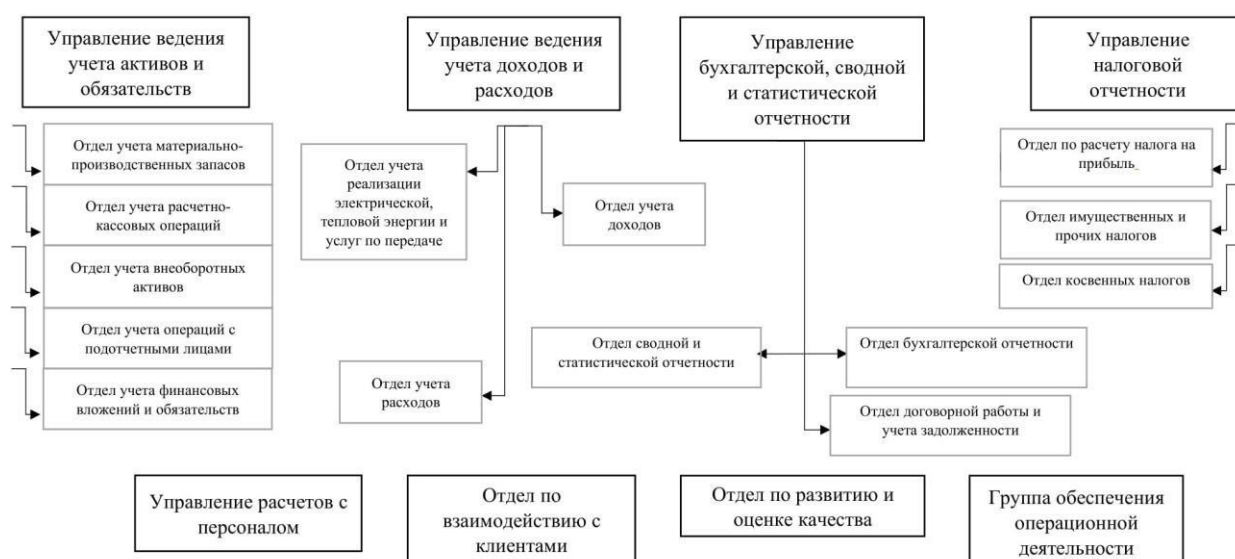 Управление ведения
учета активов и
обязательств
Отдел учета материально-
производственных запасов
Отдел учета расчетно-
кассовых операций
Отдел учета внеоборотных
активов
Отдел учета операций с
подотчетными лицами
Отдел учета финансовых
вложений и обязательств
Управление ведения
учета доходов и
расходов
Отдел учета
реализации
электрической,
тепловой энергии и
услуг по передаче
Отдел учета
доходов
Отдел учета
расходов
Управление
бухгалтерской, сводной
и статистической
отчетности
Отдел сводной и
статистической отчетности
Отдел бухгалтерской отчетности
Отдел договорной работы и
учета задолженности
Управление
налоговой
отчетности
Отдел по расчету налога на
прибыль
Отдел имущественных и
прочих налогов
Отдел косвенных налогов
Управление расчетов с
персоналом
Отдел по
взаимодействию с
клиентами
Отдел по развитию и
оценке качества
Группа обеспечения
операционной
деятельности